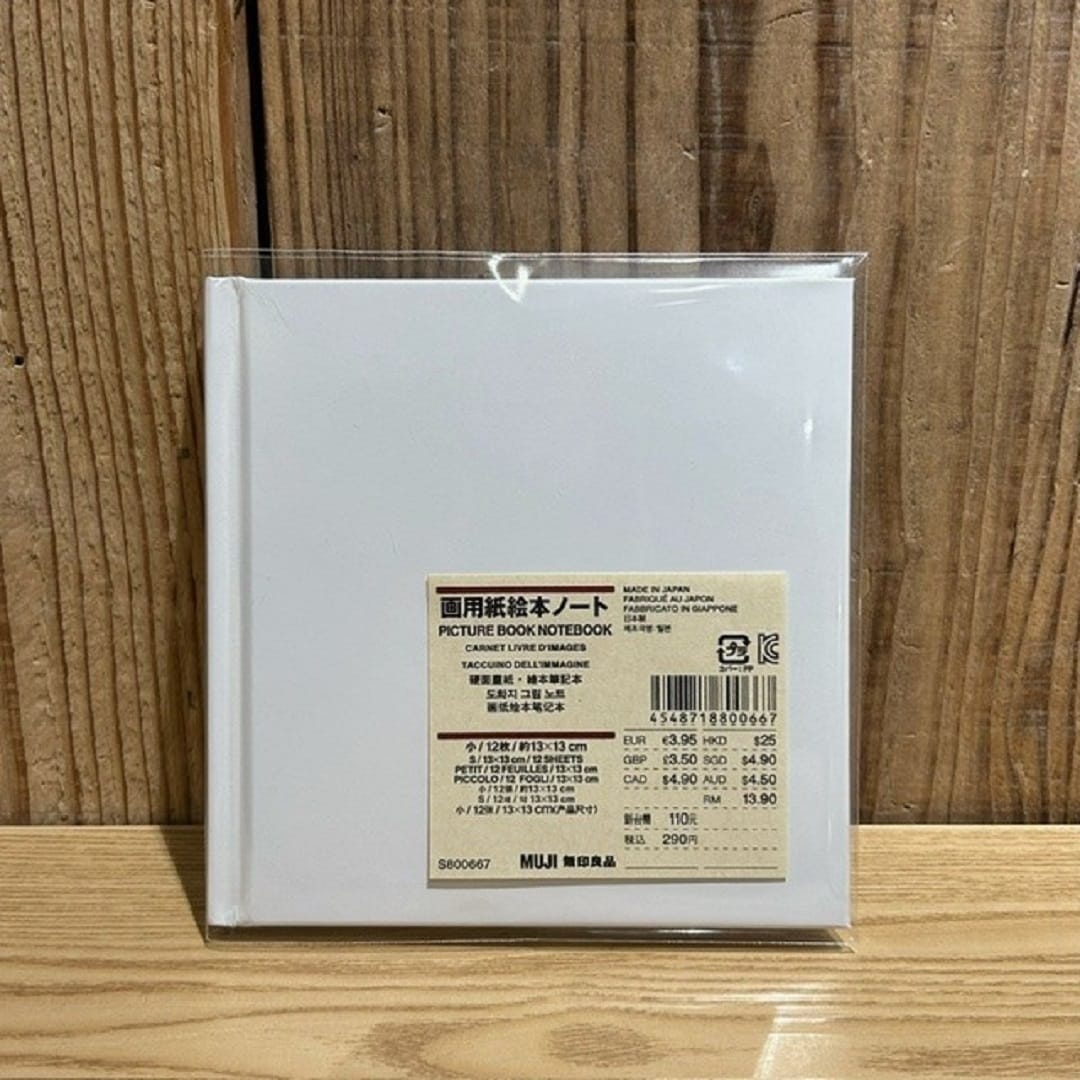 画用紙絵本ノート
PICTURE BOOK NOTEBOOK
CARNET LIVRE D'IMAGES
TACCUINO DELL'IMMAGINE
硬面畫紙・繪本筆記本
도화지 그림 노트
画纸绘本笔记本
小/12枚/約13×13 cm
S/13×13 cm/12 SHEETS
PETIT/12 FEUILLES/13×13 cm
PICCOLO/12 FOGLI/13×13 cm
小/12張/約13×13 cm
S/12매/약 13×13 cm
小/12张/13×13 CM(产品尺寸)
S800667
MUJI 無印良品
MADE IN JAPAN
FABRIQUÉ AU JAPON
FABBRICATO IN GIAPPONE
日本製
제조국명:일본
プラ
カバー:PP
4548718800667
EUR €3.95 HKD $25
GBP £3.50 SGD $4.90
CAD $4.90 AUD $4.50
RM 13.90
新台幣 110元
税込 290円